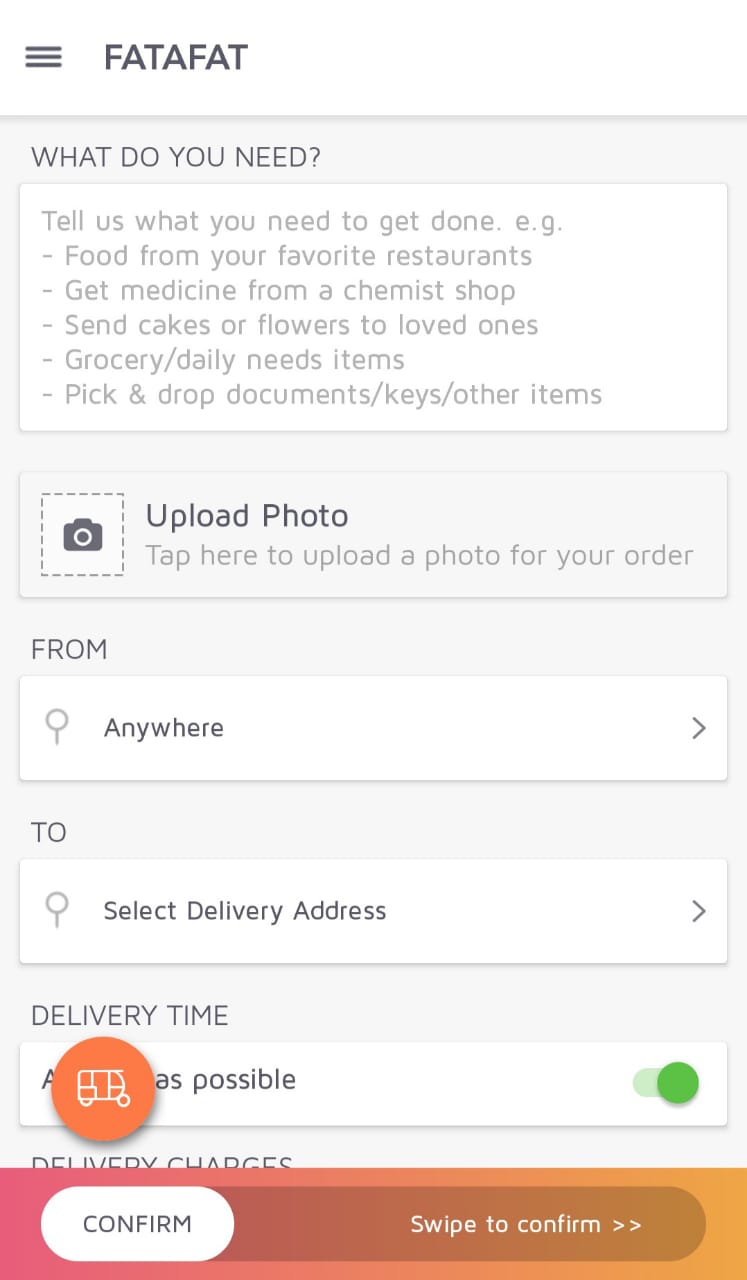 FATAFAT
WHAT DO YOU NEED?
Tell us what you need to get done. e.g.
- Food from your favorite restaurants
- Get medicine from a chemist shop
- Send cakes or flowers to loved ones
- Grocery/daily needs items
- Pick & drop documents/keys/other items
Upload Photo
Tap here to upload a photo for your order
FROM
Anywhere
TO
Select Delivery Address
DELIVERY TIME
as possible
DELIVERY CHARGES
CONFIRM
Swipe to confirm >>